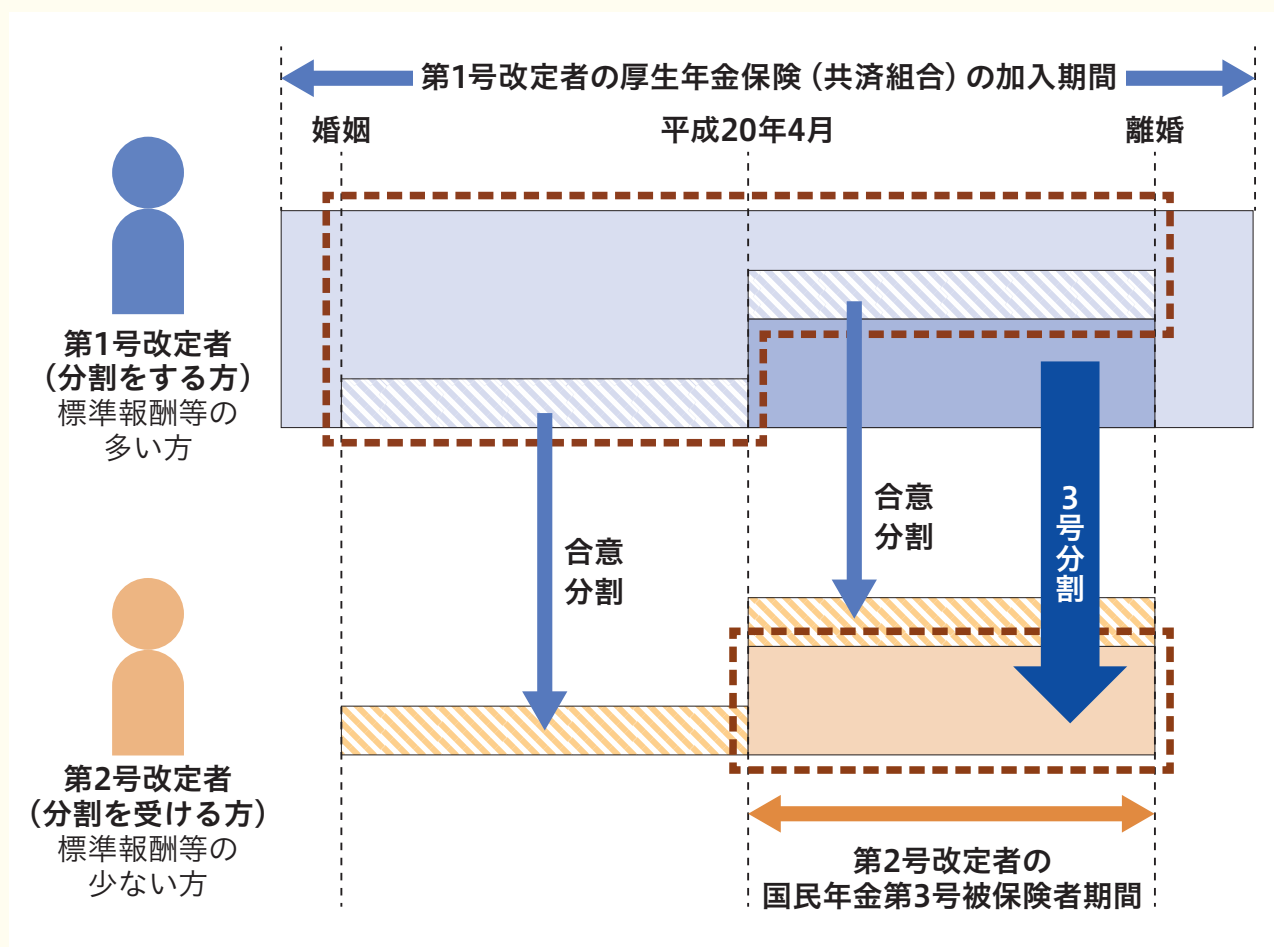 第1号改定者の厚生年金保険(共済組合)の加入期間
婚姻
平成20年4月
離婚
第1号改定者
(分割をする方)
標準報酬等の
多い方
合意
分割
合意
分割
3号分割
第2号改定者
(分割を受ける方)
標準報酬等の
少ない方
第2号改定者の
国民年金第3号被保険者期間